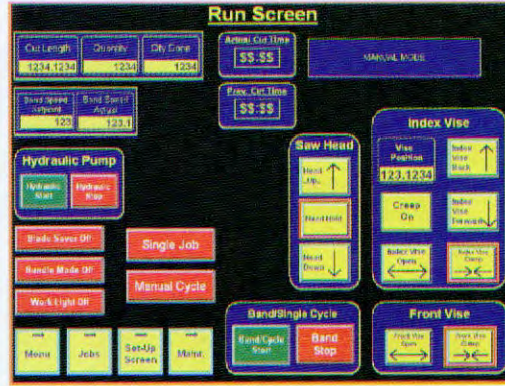 Run Screen
Cut Length Quantity Qty Done
1234.1234 1234 1234
Actual Cut Time
$$:$$
MANUAL MODE
Band Speed Setpoint
123
Band Speed Actual
123.1
Prev. Cut Time
$$:$$
Hydraulic Pump
Hydraulic Start
Hydraulic Stop
Saw Head
Head Up
Head Hold
Head Down
Index Vise
Vise Position
123.1234
Index Vise Back
Creep On
Index Vise Forward
Index Vise Open
Index Vise Clamp
Blade Saver Off
Bundle Mode Off
Work Light Off
Single Job
Manual Cycle
Band/Single Cycle
Band/Cycle Start
Band Stop
Front Vise
Front Vise Open
Front Vise Clamp
Menu
Jobs
Set-Up Screen
Maint.